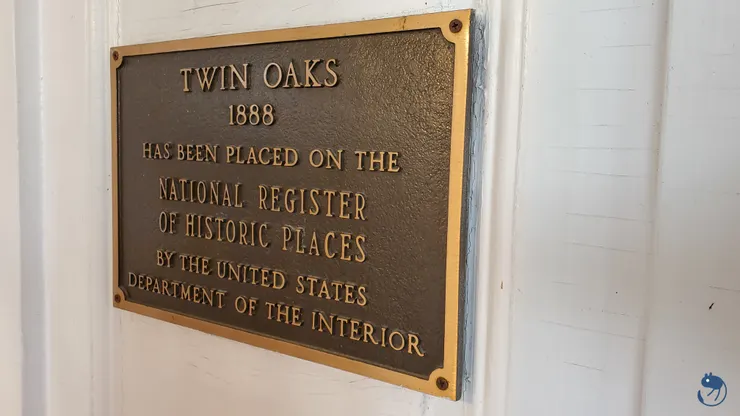 TWIN OAKS
1888
HAS BEEN PLACED ON THE
NATIONAL REGISTER
OF HISTORIC PLACES
BY THE UNITED STATES
DEPARTMENT OF THE INTERIOR